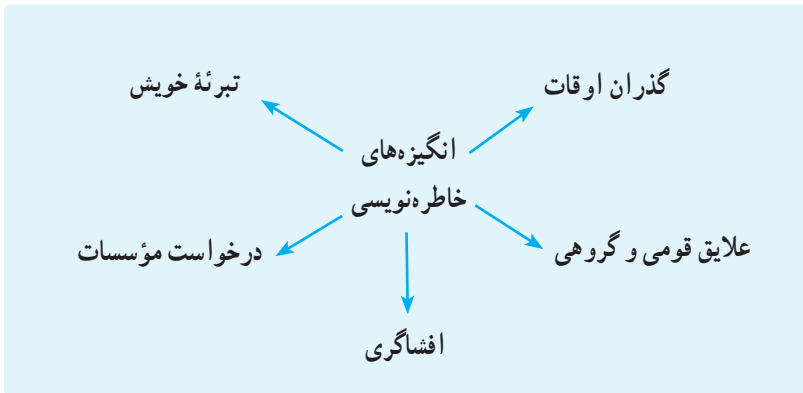 گذران اوقات
تبرئهٔ خویش
انگیزه‌های
خاطره‌نویسی
علایق قومی و گروهی
درخواست مؤسسات
افشاگری